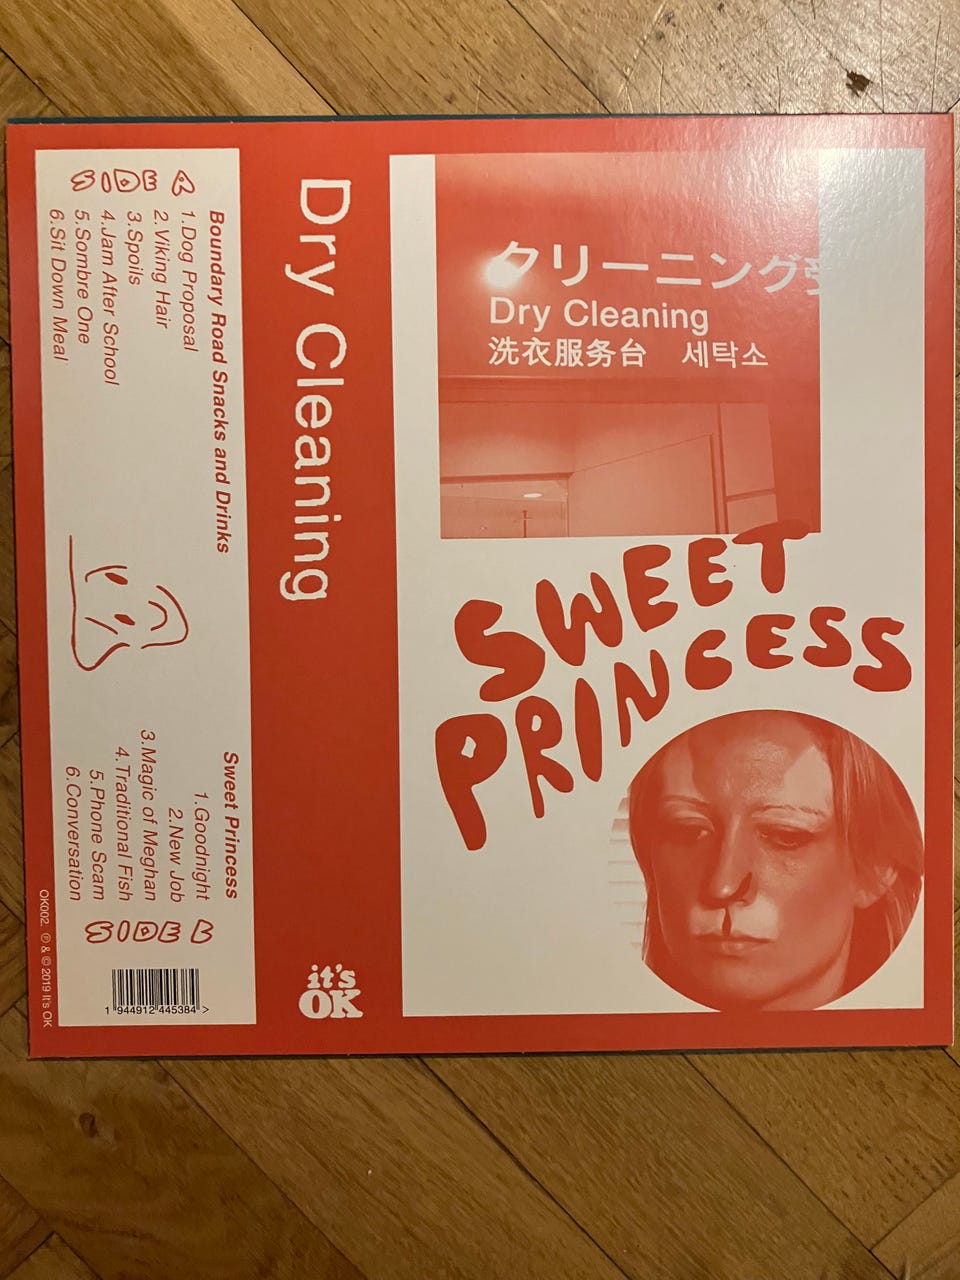 クリーニング受
Dry Cleaning
洗衣服务台 세탁소
SWEET
PRINCESS
Dry Cleaning
it's
OK
SIDE A
Boundary Road Snacks and Drinks
1.Dog Proposal
2.Viking Hair
3.Spoils
4.Jam After School
5.Sombre One
6.Sit Down Meal
Sweet Princess
1.Goodnight
2.New Job
3.Magic of Meghan
4.Traditional Fish
5.Phone Scam
6.Conversation
SIDE B
1 944912 445384 >
OK002. ℗ & © 2019 It's OK